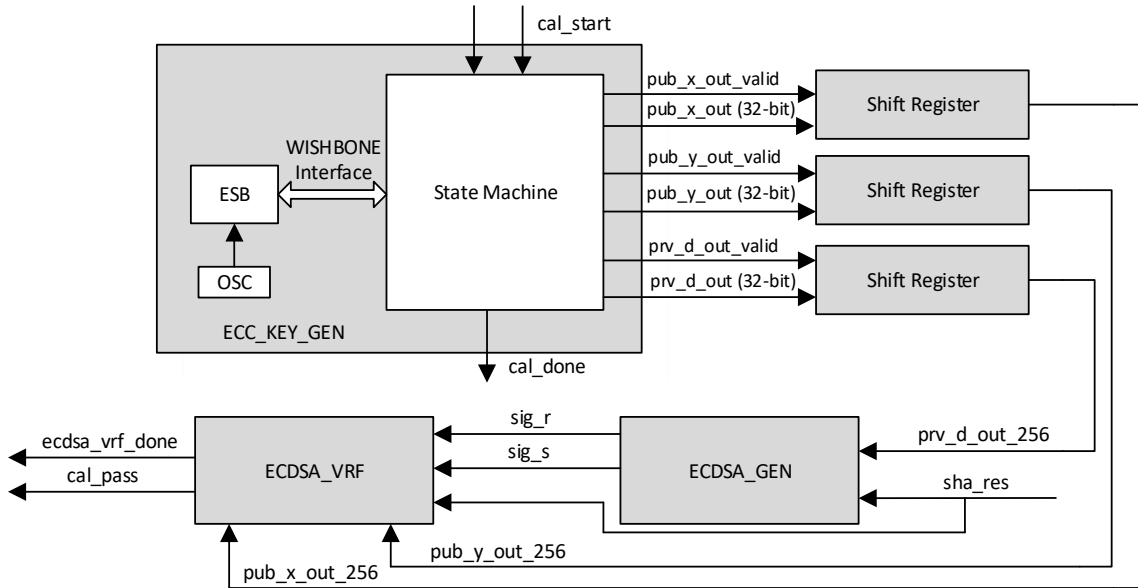 cal_start
pub_x_out_valid
pub_x_out (32-bit)
Shift Register
WISHBONE
Interface
ESB
OSC
State Machine
pub_y_out_valid
pub_y_out (32-bit)
Shift Register
prv_d_out_valid
prv_d_out (32-bit)
Shift Register
ECC_KEY_GEN
cal_done
ecdsa_vrf_done
cal_pass
ECDSA_VRF
sig_r
sig_s
ECDSA_GEN
prv_d_out_256
sha_res
pub_y_out_256
pub_x_out_256